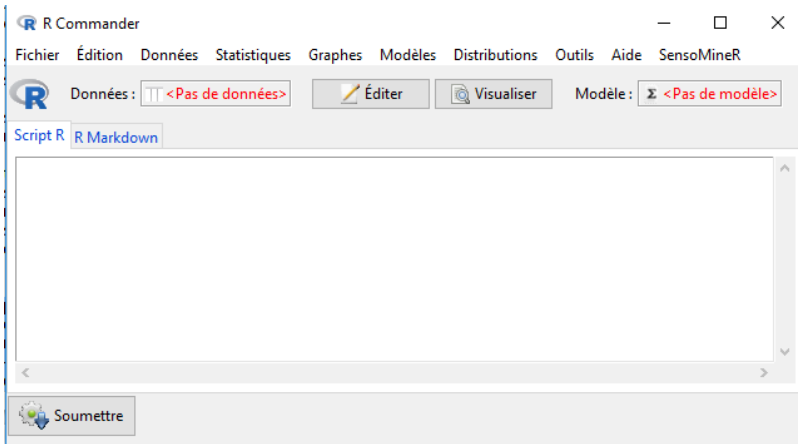 R Commander
Fichier Édition Données Statistiques Graphes Modèles Distributions Outils Aide SensoMineR
R Données : <Pas de données> Éditer Visualiser Modèle : Σ <Pas de modèle>
Script R R Markdown
Soumettre